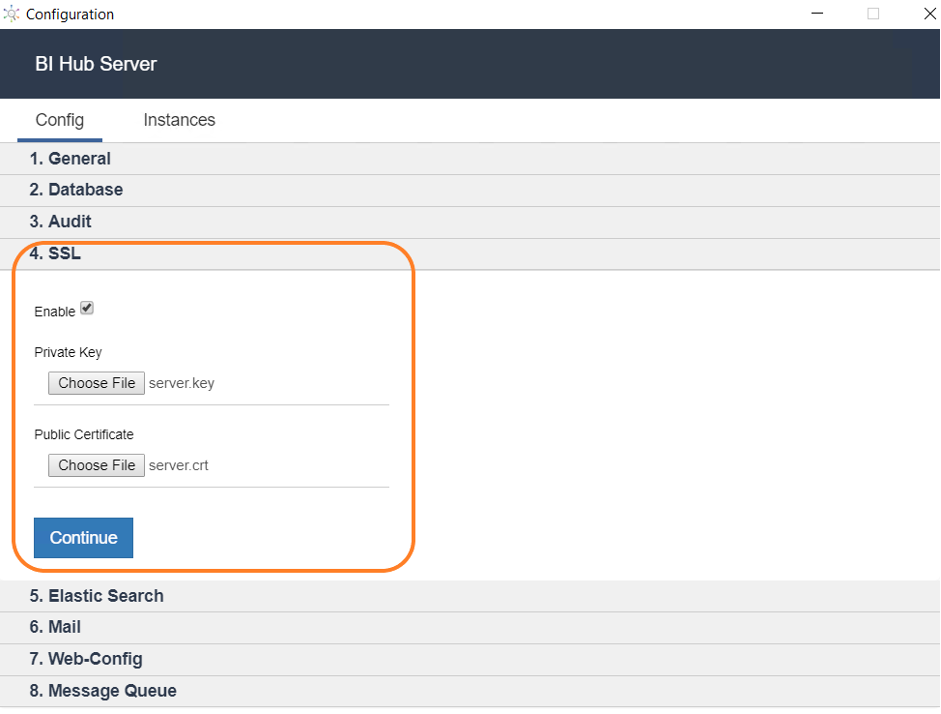 Configuration
BI Hub Server
Config Instances
1. General
2. Database
3. Audit
4. SSL
Enable
Private Key
Choose File server.key
Public Certificate
Choose File server.crt
Continue
5. Elastic Search
6. Mail
7. Web-Config
8. Message Queue